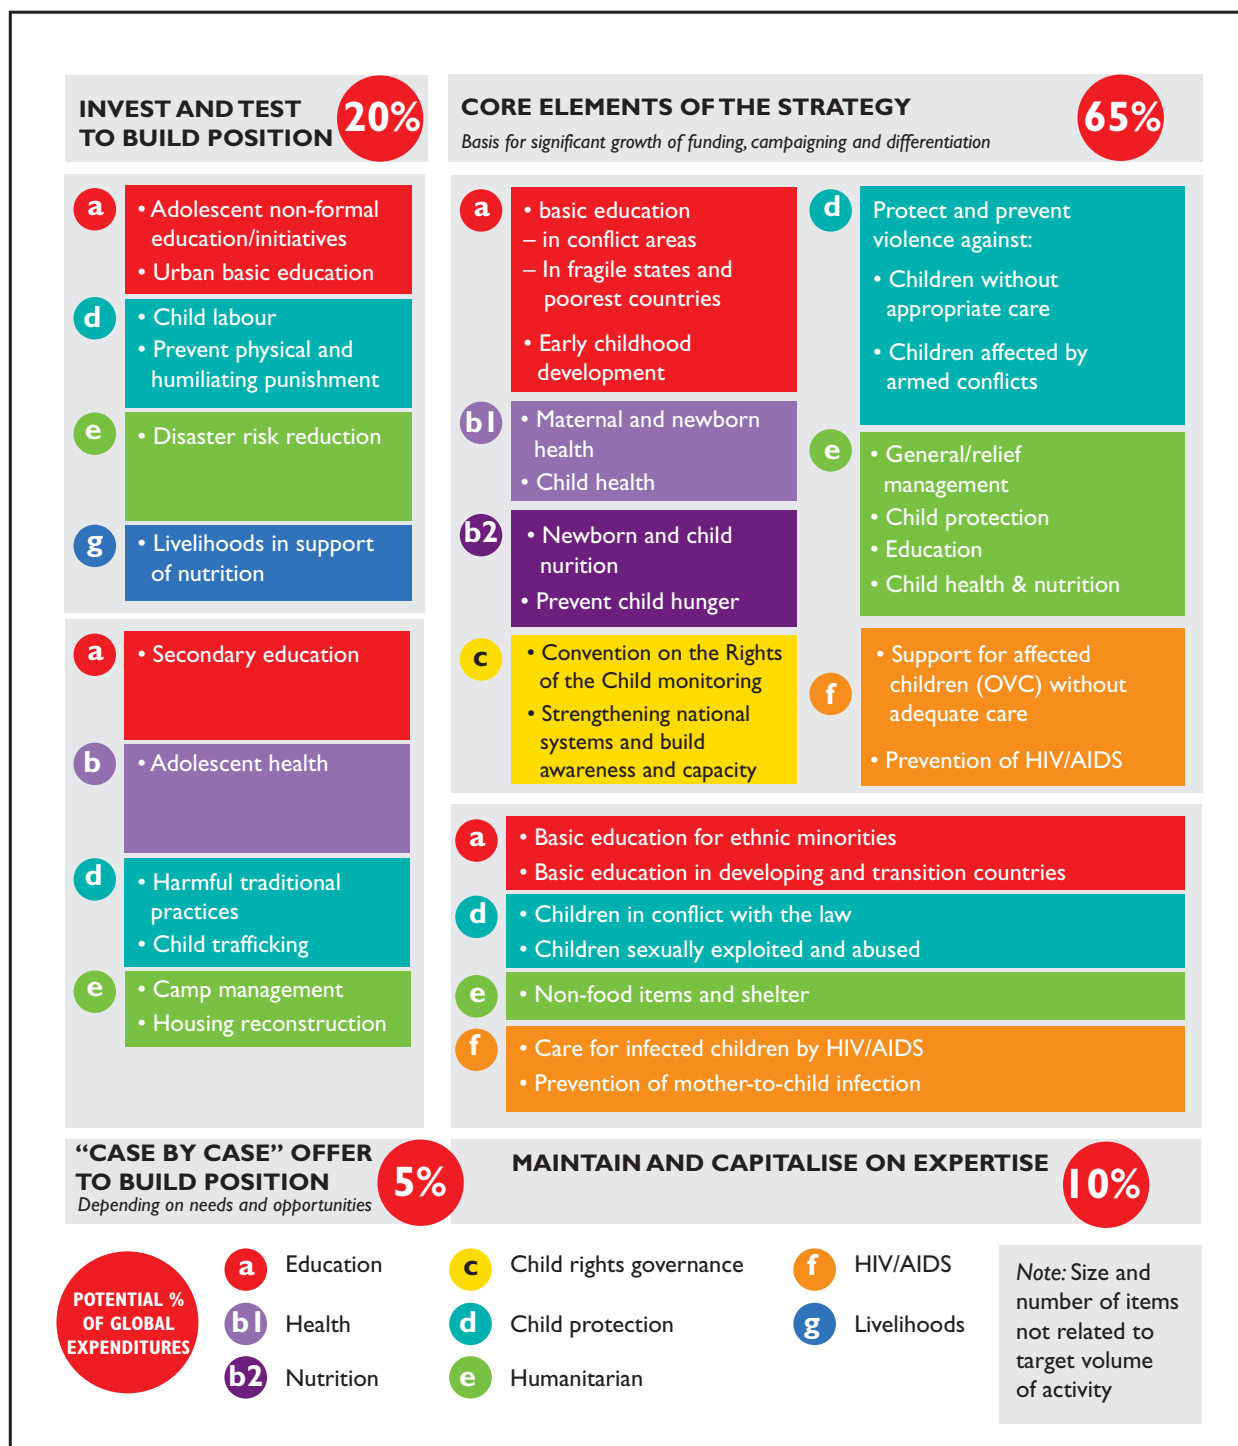 INVEST AND TEST
TO BUILD POSITION
20%
a
• Adolescent non-formal
education/initiatives
• Urban basic education
d
• Child labour
• Prevent physical and
humiliating punishment
e
• Disaster risk reduction
g
• Livelihoods in support
of nutrition
a
• Secondary education
b
• Adolescent health
d
• Harmful traditional
practices
• Child trafficking
e
• Camp management
• Housing reconstruction
"CASE BY CASE" OFFER
TO BUILD POSITION
Depending on needs and opportunities
5%
CORE ELEMENTS OF THE STRATEGY
Basis for significant growth of funding, campaigning and differentiation
65%
a
• basic education
– in conflict areas
– In fragile states and
poorest countries
• Early childhood
development
b1
• Maternal and newborn
health
• Child health
b2
• Newborn and child
nurition
• Prevent child hunger
c
• Convention on the Rights
of the Child monitoring
• Strengthening national
systems and build
awareness and capacity
d
Protect and prevent
violence against:
• Children without
appropriate care
• Children affected by
armed conflicts
e
• General/relief
management
• Child protection
• Education
• Child health & nutrition
f
• Support for affected
children (OVC) without
adequate care
• Prevention of HIV/AIDS
a
• Basic education for ethnic minorities
• Basic education in developing and transition countries
d
• Children in conflict with the law
• Children sexually exploited and abused
e
• Non-food items and shelter
f
• Care for infected children by HIV/AIDS
• Prevention of mother-to-child infection
MAINTAIN AND CAPITALISE ON EXPERTISE
10%
POTENTIAL %
OF GLOBAL
EXPENDITURES
a Education
b1 Health
b2 Nutrition
c Child rights governance
d Child protection
e Humanitarian
f HIV/AIDS
g Livelihoods
Note: Size and
number of items
not related to
target volume
of activity